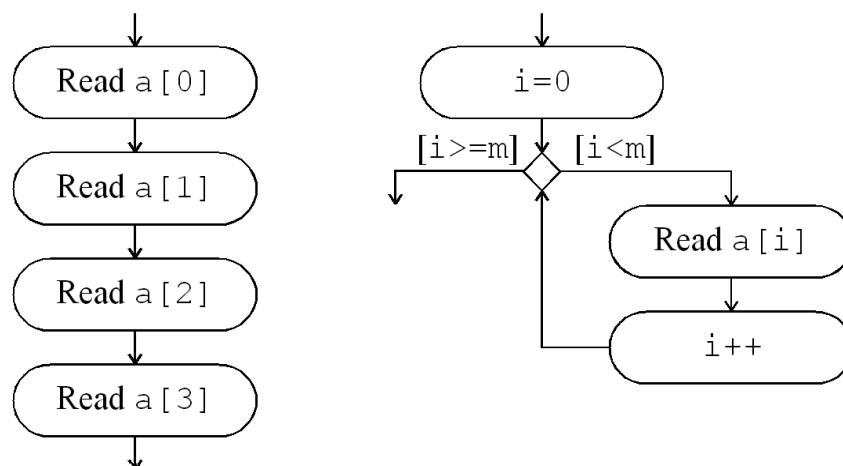 Read a[0]
Read a[1]
Read a[2]
Read a[3]
i=0
[i>=m] [i<m]
Read a[i]
i++